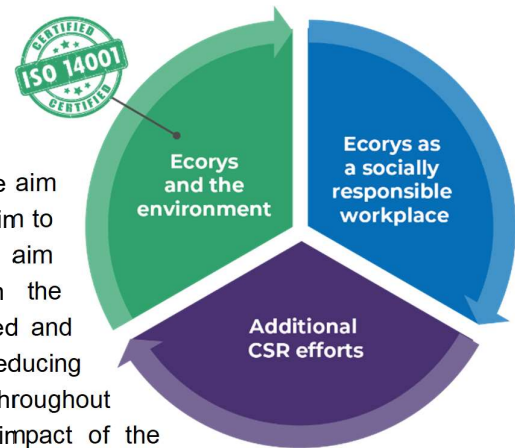 CERTIFIED
ISO 14001
CERTIFIED
Ecorys
and the
environment
Ecorys as
a socially
responsible
workplace
Additional
CSR efforts
e aim
im to
aim
the
ed and
educing
hroughout
impact of the